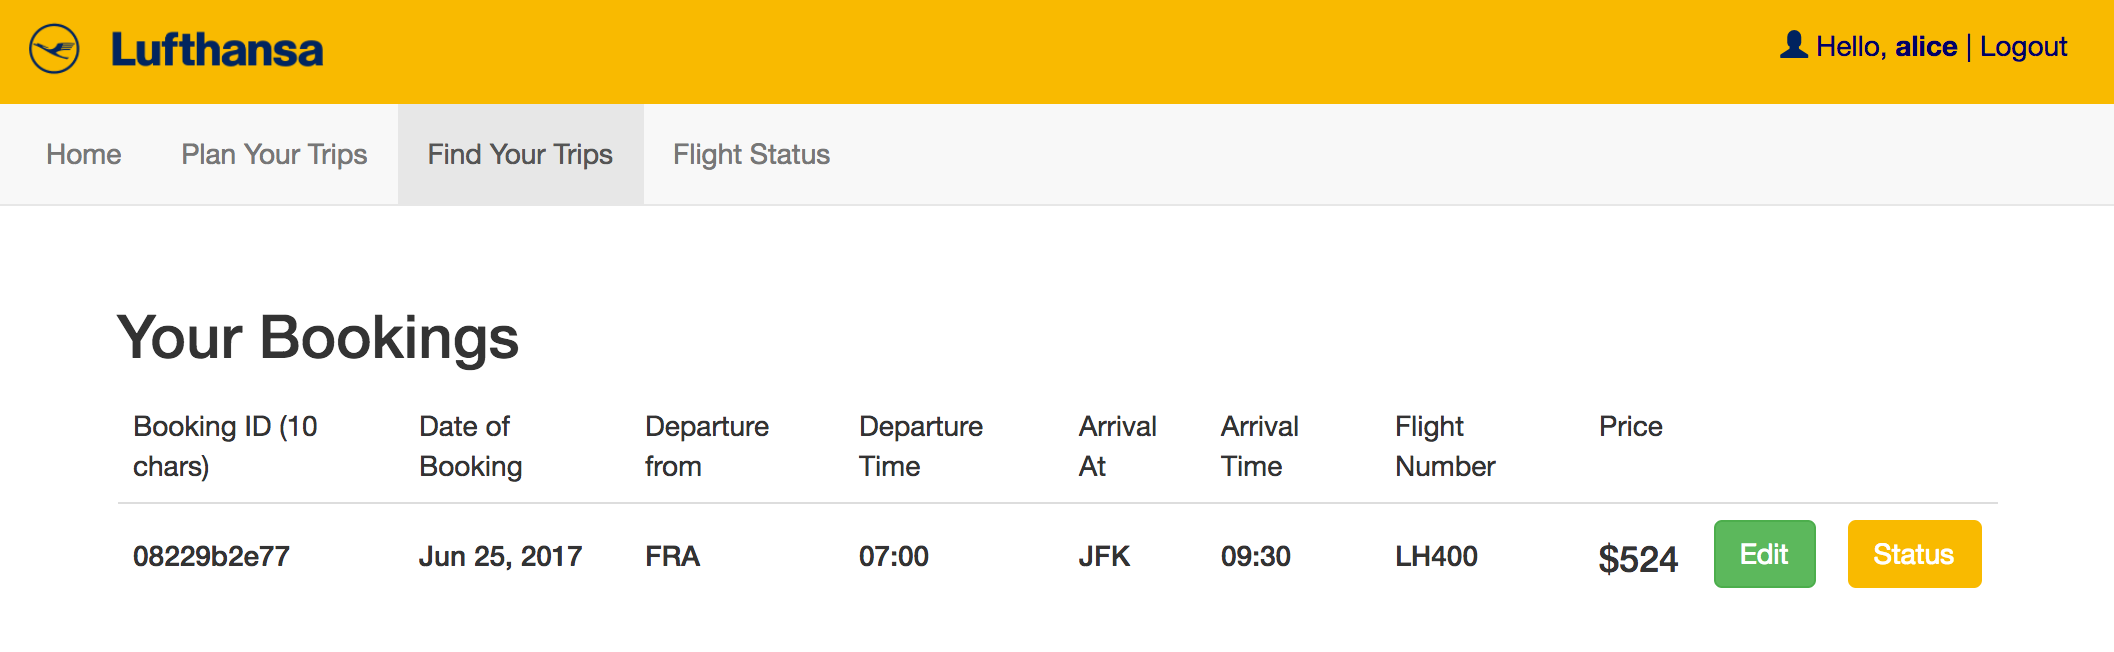 Lufthansa
Hello, alice | Logout
Home Plan Your Trips Find Your Trips Flight Status
Your Bookings
Booking ID (10 chars) Date of Booking Departure from Departure Time Arrival At Arrival Time Flight Number Price
08229b2e77 Jun 25, 2017 FRA 07:00 JFK 09:30 LH400 $524 Edit Status